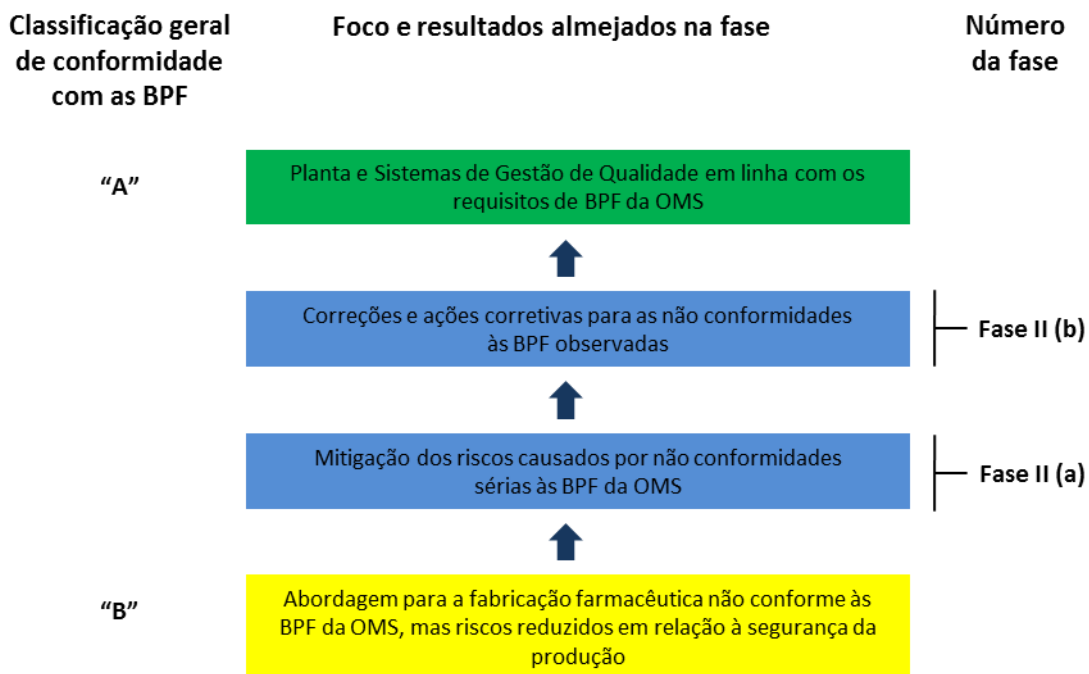 Classificação geral
de conformidade
com as BPF
Foco e resultados almejados na fase
Número
da fase
“A”
Planta e Sistemas de Gestão de Qualidade em linha com os
requisitos de BPF da OMS
Correções e ações corretivas para as não conformidades
às BPF observadas
Fase II (b)
Mitigação dos riscos causados por não conformidades
sérias às BPF da OMS
Fase II (a)
“B”
Abordagem para a fabricação farmacêutica não conforme às
BPF da OMS, mas riscos reduzidos em relação à segurança da
produção